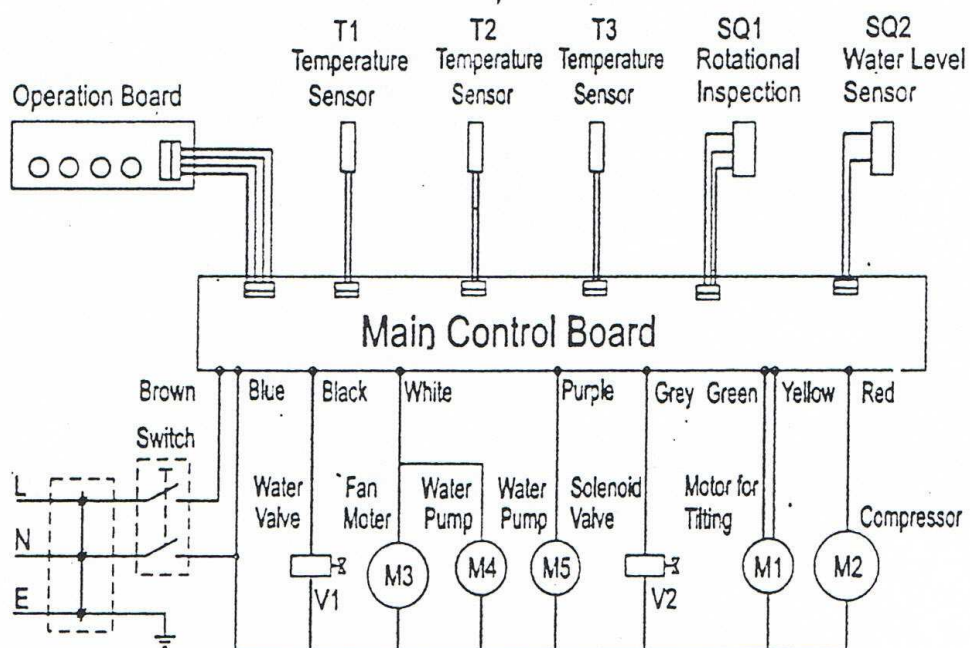 T1
Temperature
Sensor
T2
Temperature
Sensor
T3
Temperature
Sensor
SQ1
Rotational
Inspection
SQ2
Water Level
Sensor
Operation Board
Main Control Board
Brown
Blue
Black
White
Purple
Grey
Green
Yellow
Red
Switch
L
N
E
Water
Valve
Fan
Moter
Water
Pump
Water
Pump
Solenoid
Valve
Motor for
Tilting
Compressor
V1
M3
M4
M5
V2
M1
M2